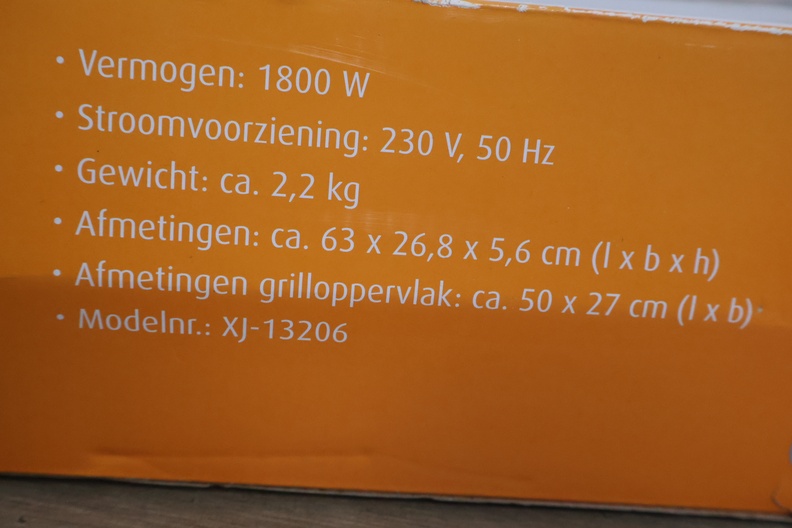 • Vermogen: 1800 W
• Stroomvoorziening: 230 V, 50 Hz
• Gewicht: ca. 2,2 kg
• Afmetingen: ca. 63 x 26,8 x 5,6 cm (l x b x h)
• Afmetingen grilloppervlak: ca. 50 x 27 cm (l x b)
• Modelnr.: XJ-13206